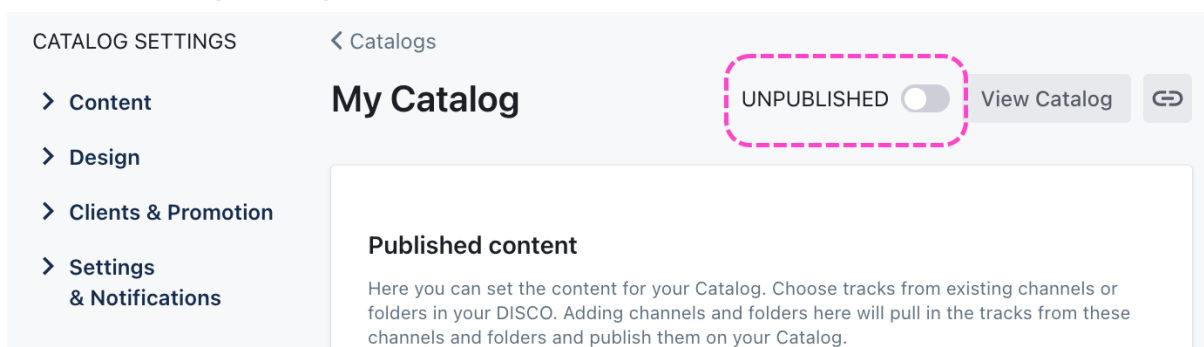 CATALOG SETTINGS
Content
Design
Clients & Promotion
Settings
& Notifications
Catalogs
My Catalog
UNPUBLISHED
View Catalog
Published content
Here you can set the content for your Catalog. Choose tracks from existing channels or
folders in your DISCO. Adding channels and folders here will pull in the tracks from these
channels and folders and publish them on your Catalog.